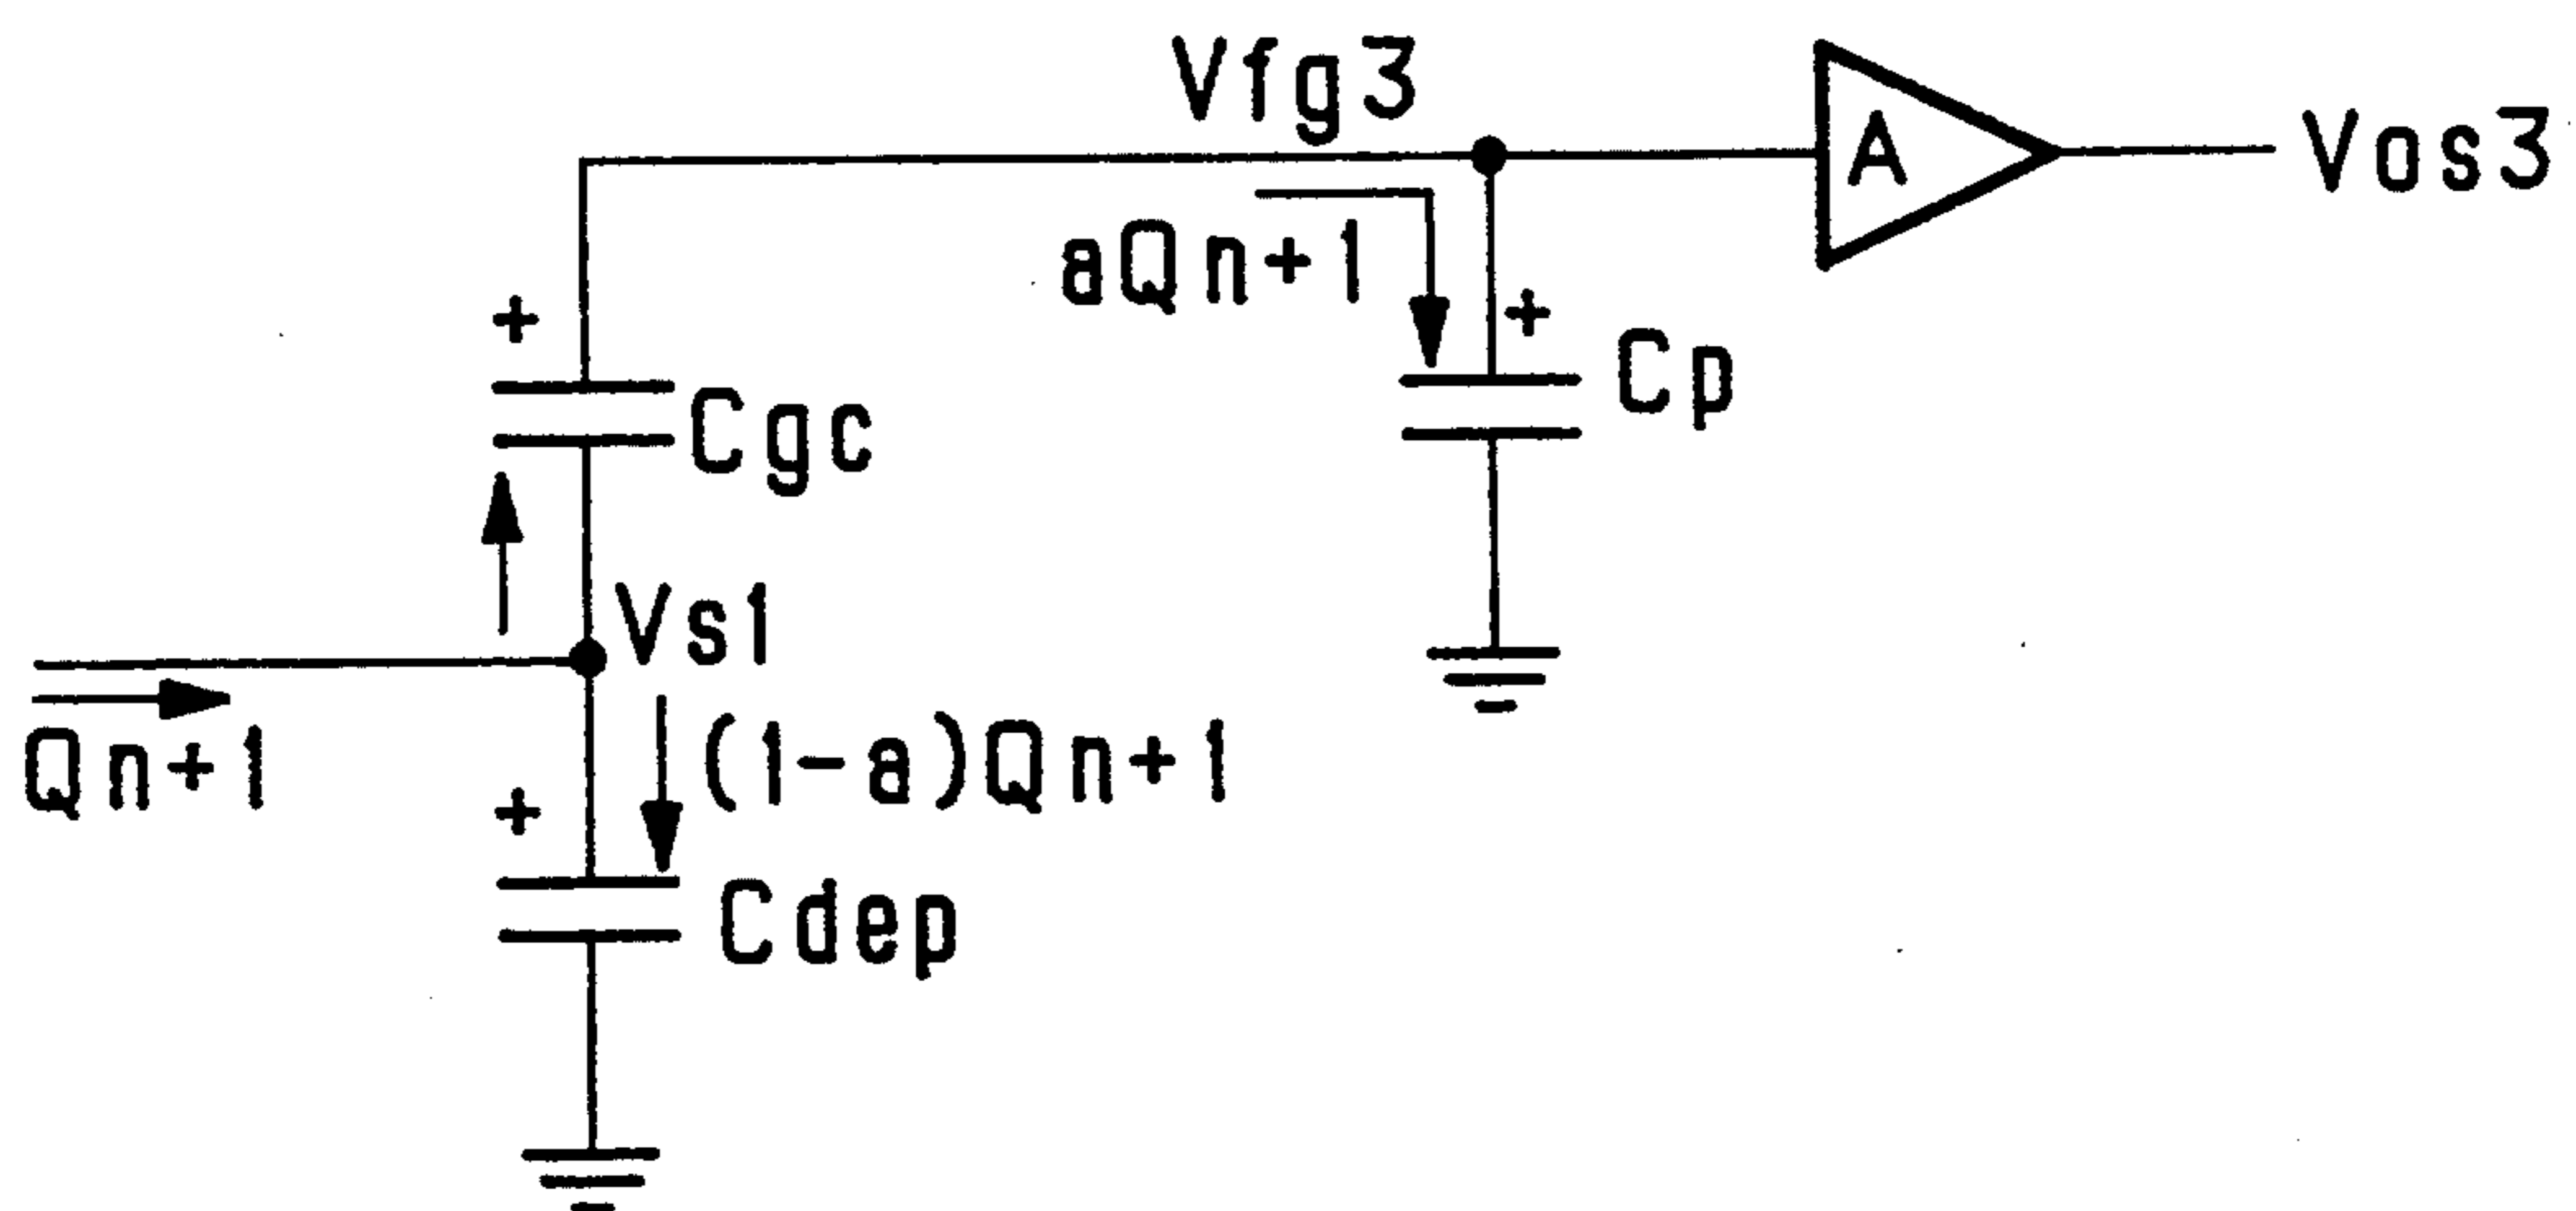 Vfg3
A
Vos3
aQn+1
+
+
Cp
Cgc
Vs1
Qn+1
(1-a)Qn+1
+
Cdep